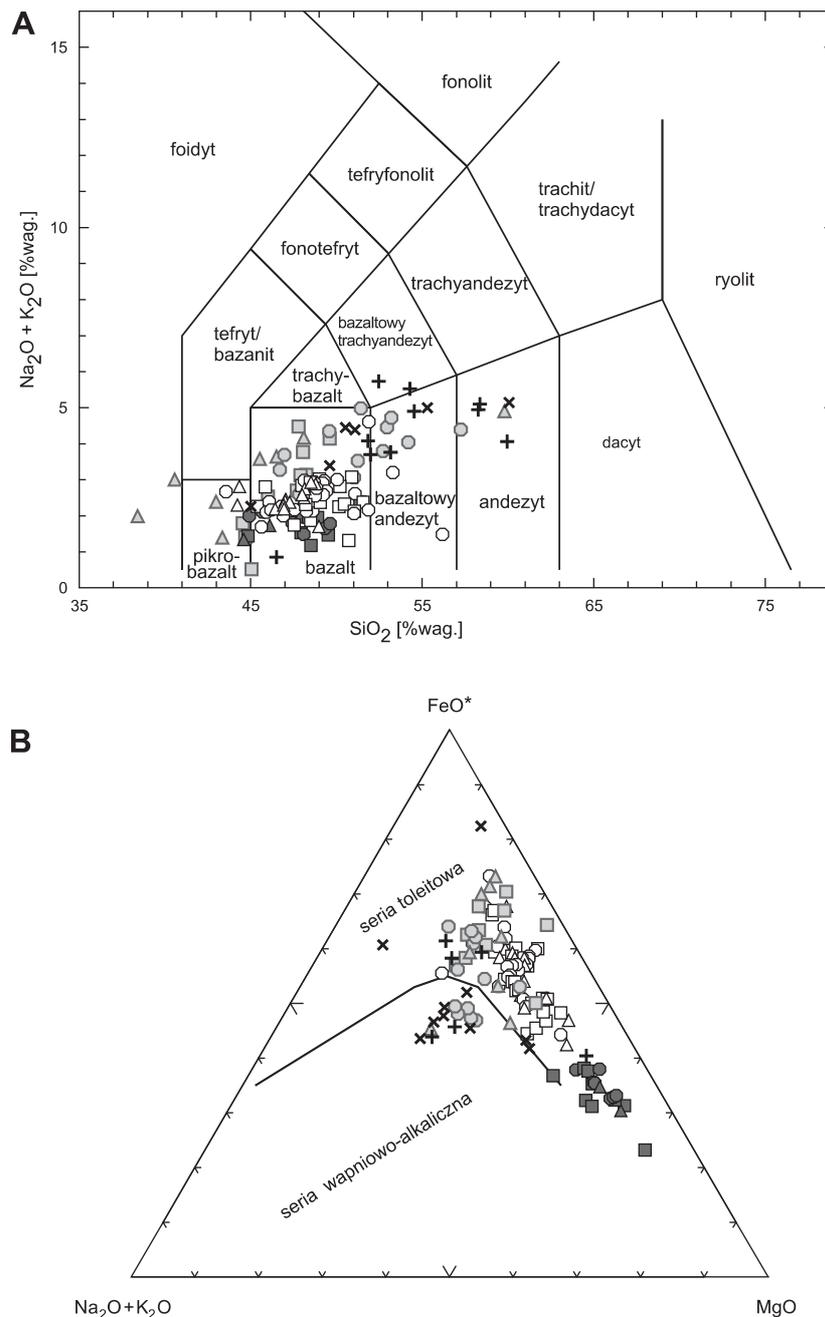 A
15
10
5
0
Na2O + K2O [%wag.]
fonolit
foidyt
tefryfonolit
trachit/
trachydacyt
fonotefryt
trachyandezyt
ryolit
tefryt/
bazanit
bazaltowy
trachyandezyt
trachy-
bazalt
dacyt
bazaltowy
andezyt
andezyt
pikro-
bazalt
bazalt
35
45
55
65
75
SiO2 [%wag.]
B
FeO*
seria toleitowa
seria wapniowo-alkaliczna
Na2O+K2O
MgO